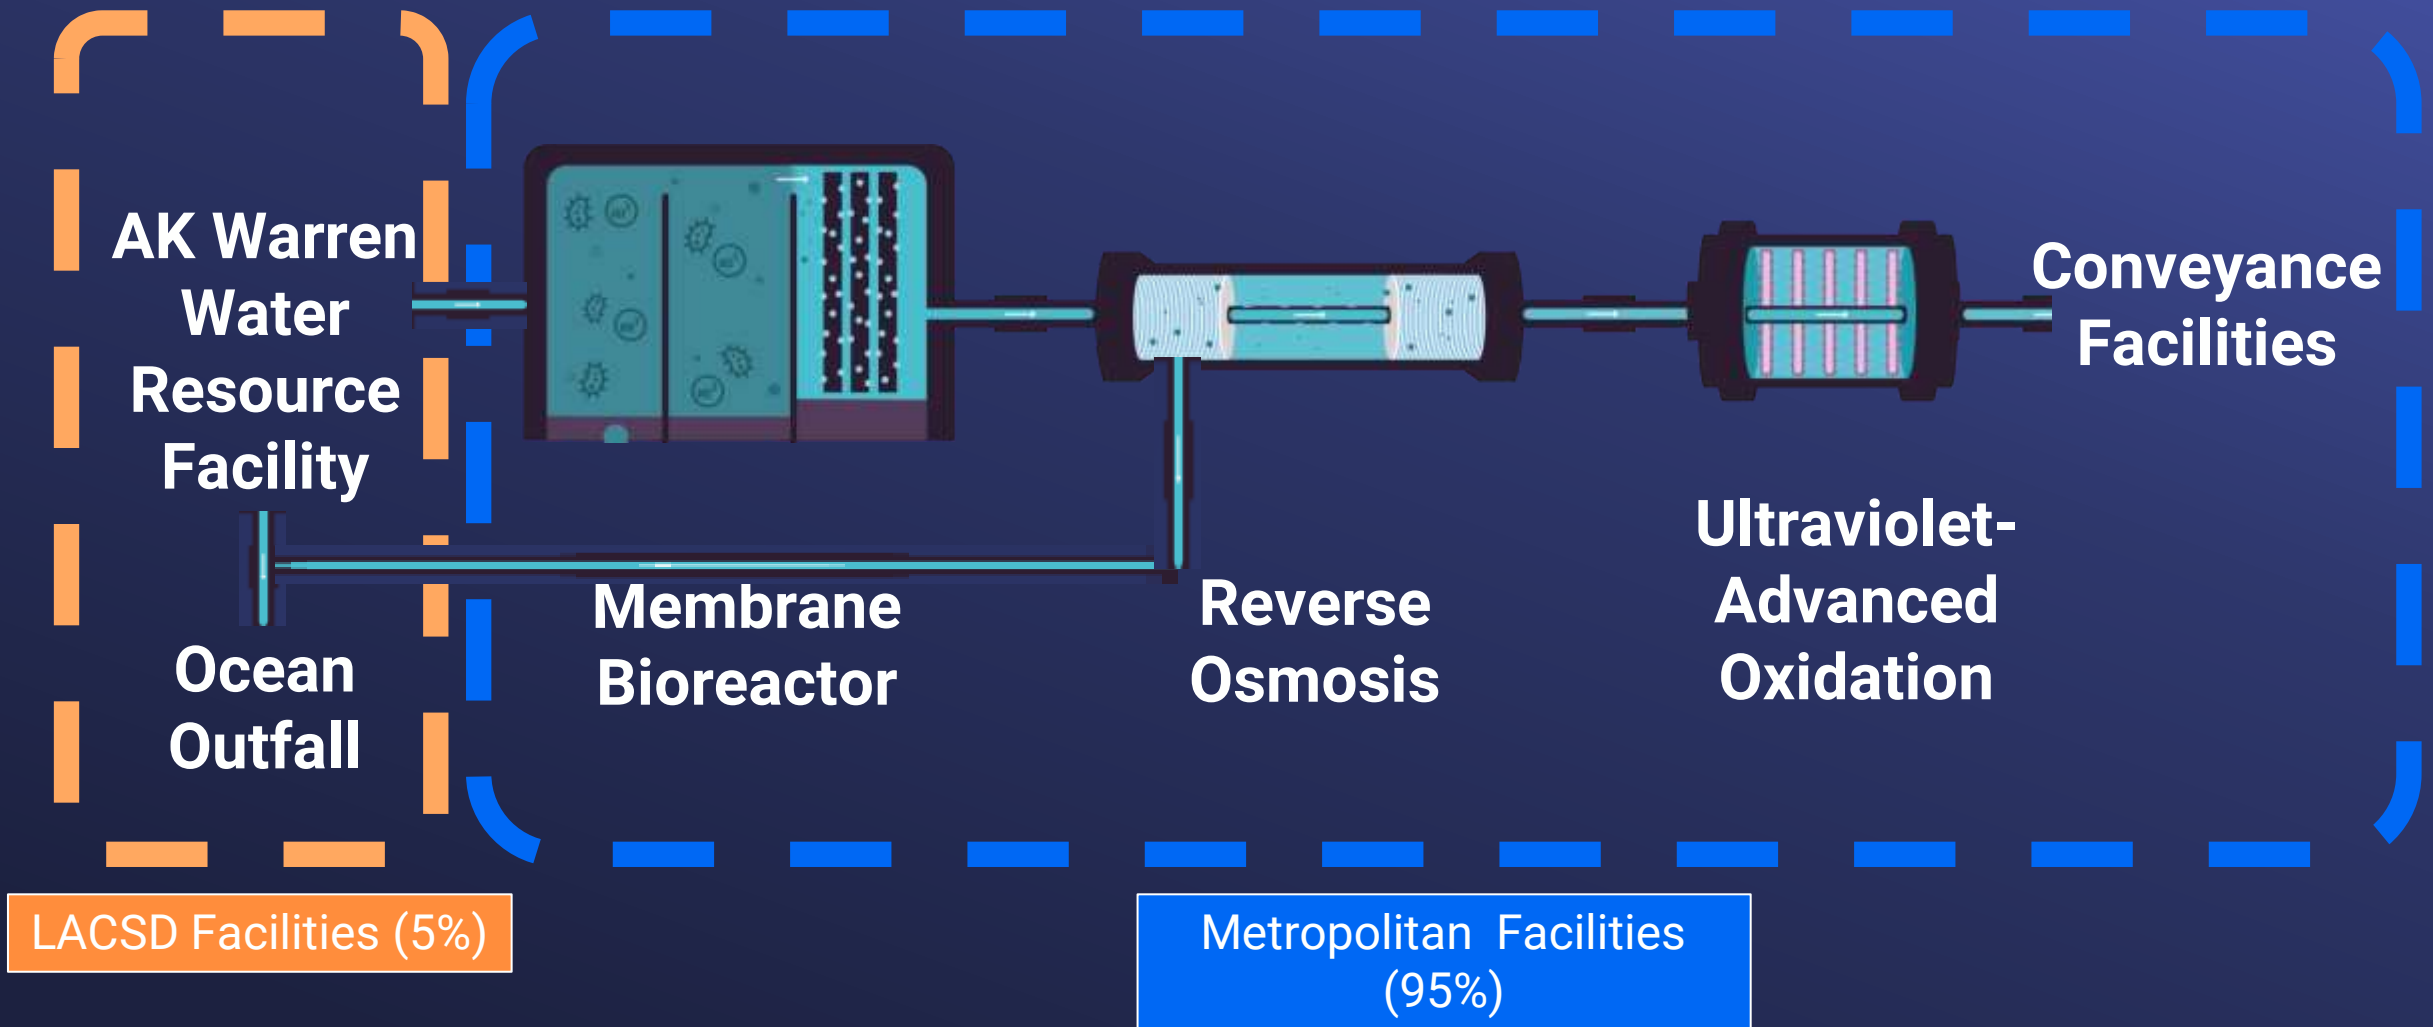 AK Warren
Water
Resource
Facility
Ocean
Outfall
Membrane
Bioreactor
Reverse
Osmosis
Ultraviolet-
Advanced
Oxidation
Conveyance
Facilities
LACSD Facilities (5%)
Metropolitan  Facilities
(95%)